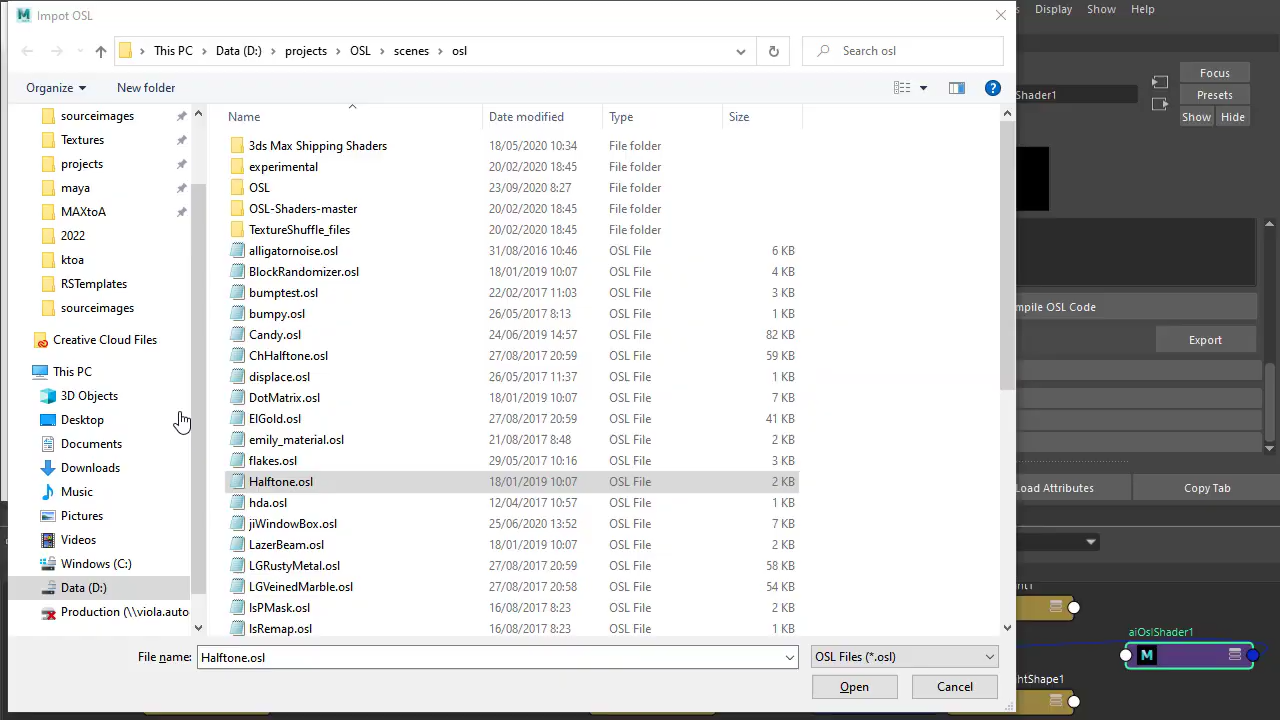 Impot OSL
Display Show Help
This PC > Data (D:) > projects > OSL > scenes > osl
Search osl
Organize
New folder
Focus
Shader1
Presets
Show Hide
sourceimages
Textures
projects
maya
MAXtoA
2022
ktoa
RSTemplates
sourceimages
Creative Cloud Files
This PC
3D Objects
Desktop
Documents
Downloads
Music
Pictures
Videos
Windows (C:)
Data (D:)
Production (\\viola.auto
Name Date modified Type Size
3ds Max Shipping Shaders 18/05/2020 10:34 File folder
experimental 20/02/2020 18:45 File folder
OSL 23/09/2020 8:27 File folder
OSL-Shaders-master 20/02/2020 18:45 File folder
TextureShuffle_files 20/02/2020 18:45 File folder
alligatornoise.osl 31/08/2016 10:46 OSL File 6 KB
BlockRandomizer.osl 18/01/2019 10:07 OSL File 4 KB
bumptest.osl 22/02/2017 11:03 OSL File 3 KB
bumpy.osl 26/05/2017 8:13 OSL File 1 KB
Candy.osl 24/06/2019 14:57 OSL File 82 KB
ChHalftone.osl 27/08/2017 20:59 OSL File 59 KB
displace.osl 26/05/2017 11:37 OSL File 1 KB
DotMatrix.osl 18/01/2019 10:07 OSL File 7 KB
ElGold.osl 27/08/2017 20:59 OSL File 41 KB
emily_material.osl 21/08/2017 8:48 OSL File 2 KB
flakes.osl 29/05/2017 10:16 OSL File 3 KB
Halftone.osl 18/01/2019 10:07 OSL File 2 KB
hda.osl 12/04/2017 10:57 OSL File 1 KB
jiWindowBox.osl 25/06/2020 13:52 OSL File 7 KB
LazerBeam.osl 18/01/2019 10:07 OSL File 2 KB
LGRustyMetal.osl 27/08/2017 20:59 OSL File 58 KB
LGVeinedMarble.osl 27/08/2017 20:58 OSL File 54 KB
lsPMask.osl 16/08/2017 8:23 OSL File 2 KB
lsRemap.osl 16/08/2017 8:23 OSL File 1 KB
mpile OSL Code
Export
Load Attributes
Copy Tab
aiOslShader1
M
htShape1
File name: Halftone.osl
OSL Files (*.osl)
Open
Cancel